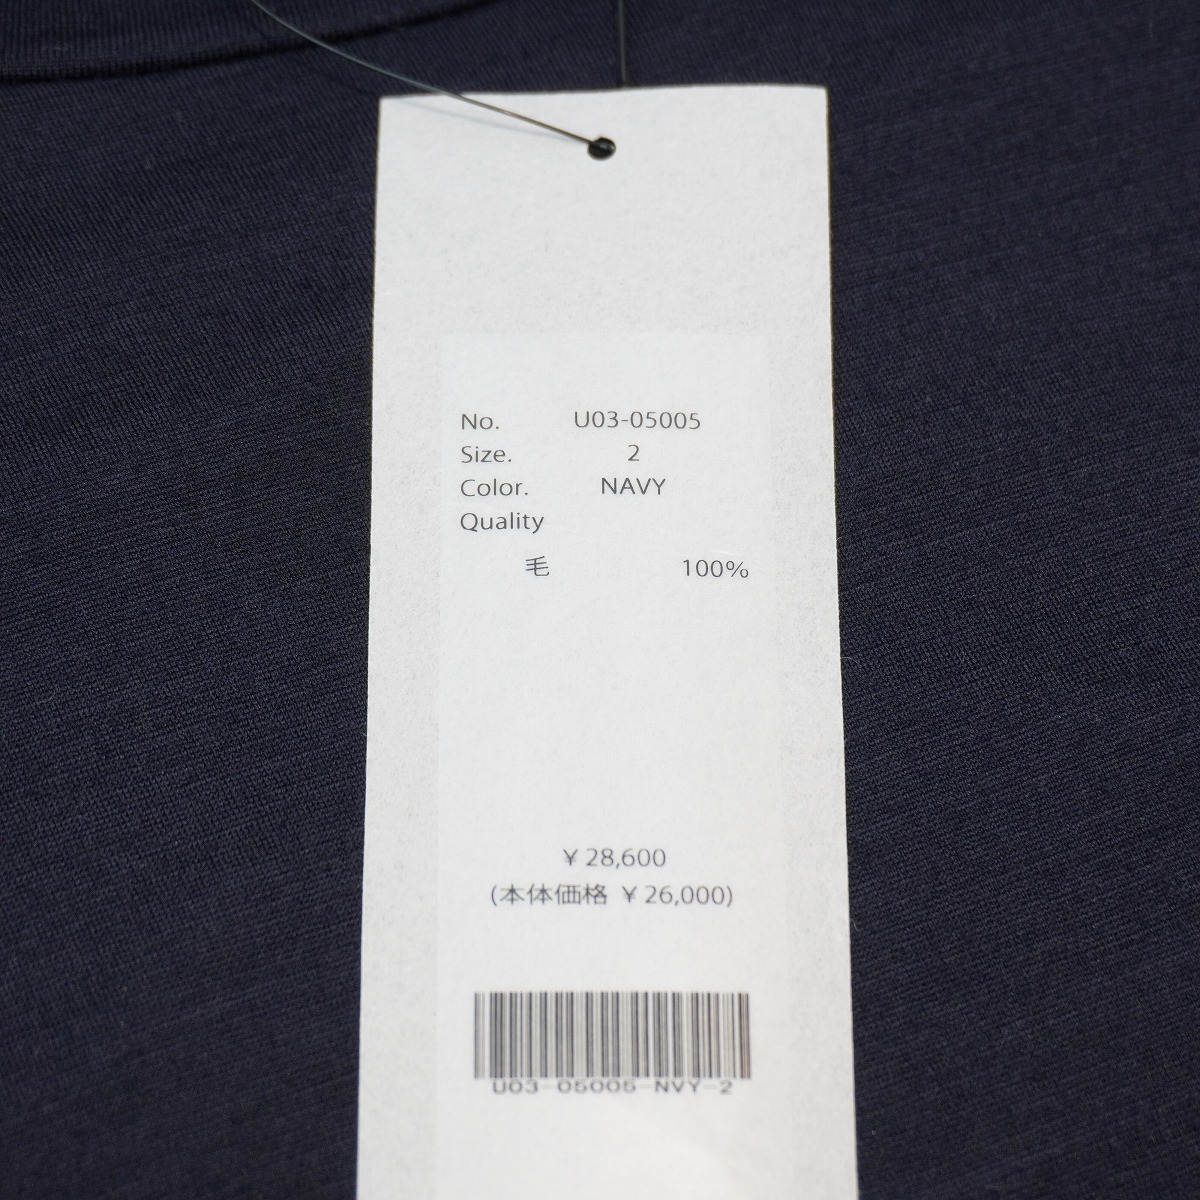 No. U03-05005
Size. 2
Color. NAVY
Quality
毛 100%
￥28,600
(本体価格 ￥26,000)
U03-05005-NVY-2